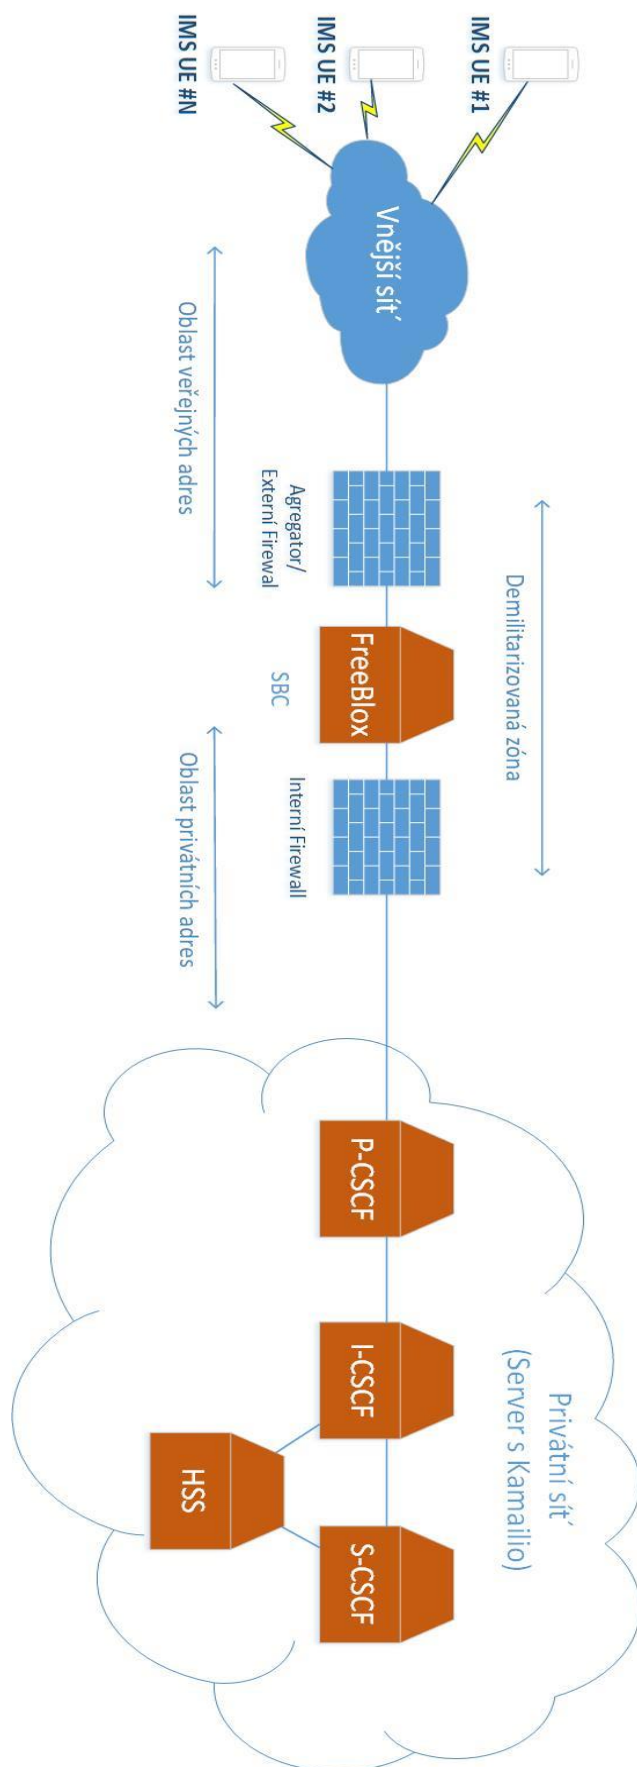 IMS UE #1
IMS UE #2
IMS UE #N
Vnější síť
Oblast veřejných adres
Agregator/
Externí Firewal
Demilitarizovaná zóna
FreeBlox
SBC
Interní Firewall
Oblast privátních adres
Privátní síť
(Server s Kamailio)
P-CSCF
I-CSCF
S-CSCF
HSS